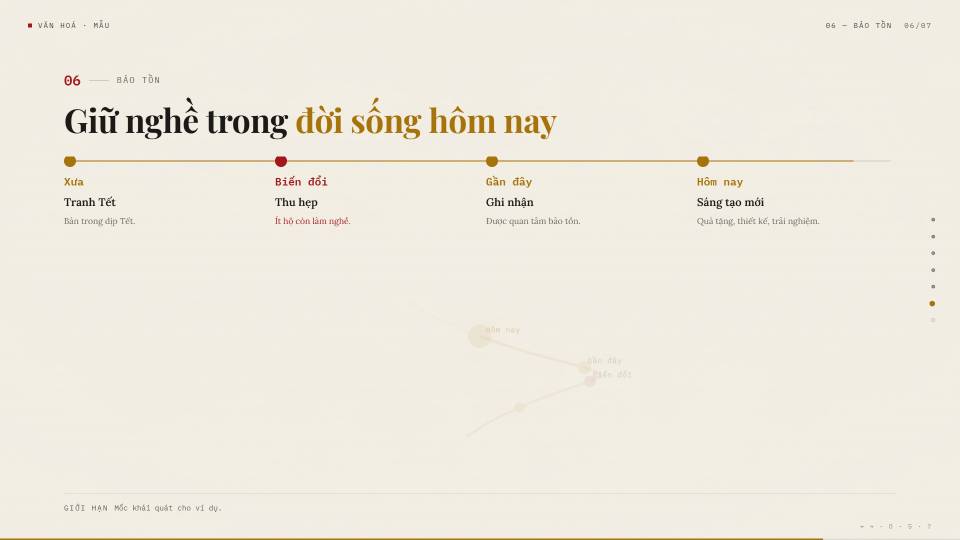 VĂN HOÁ · MẪU
06 — BẢO TỒN 06/07
06 — BẢO TỒN
Giữ nghề trong đời sống hôm nay
Xưa
Tranh Tết
Bán trong dịp Tết.
Biến đổi
Thu hẹp
Ít hộ còn làm nghề.
Gần đây
Ghi nhận
Được quan tâm bảo tồn.
Hôm nay
Sáng tạo mới
Quà tặng, thiết kế, trải nghiệm.
Hôm nay
Gần đây
Biến đổi
GIỚI HẠN Mốc khái quát cho ví dụ.